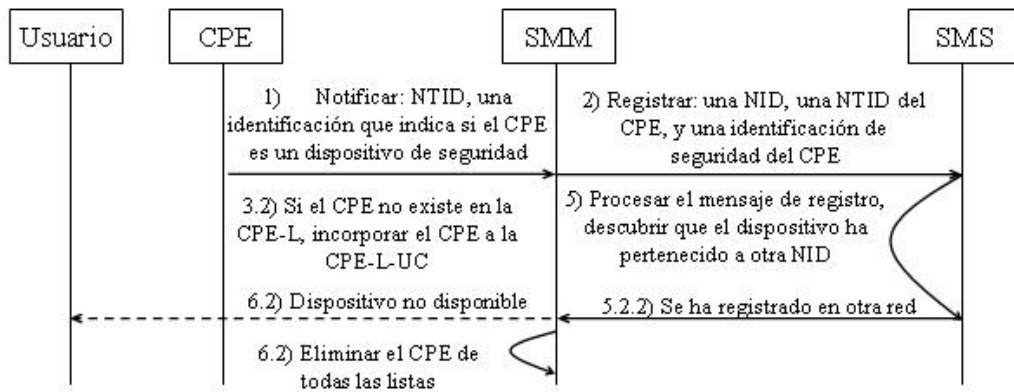 Usuario
CPE
SMM
SMS
1) Notificar: NTID, una
identificación que indica si el CPE
es un dispositivo de seguridad
2) Registrar: una NID, una NTID del
CPE, y una identificación de
seguridad del CPE
3.2) Si el CPE no existe en la
CPE-L, incorporar el CPE a la
CPE-L-UC
5) Procesar el mensaje de registro,
descubrir que el dispositivo ha
pertenecido a otra NID
6.2) Dispositivo no disponible
5.2.2) Se ha registrado en otra red
6.2) Eliminar el CPE de
todas las listas